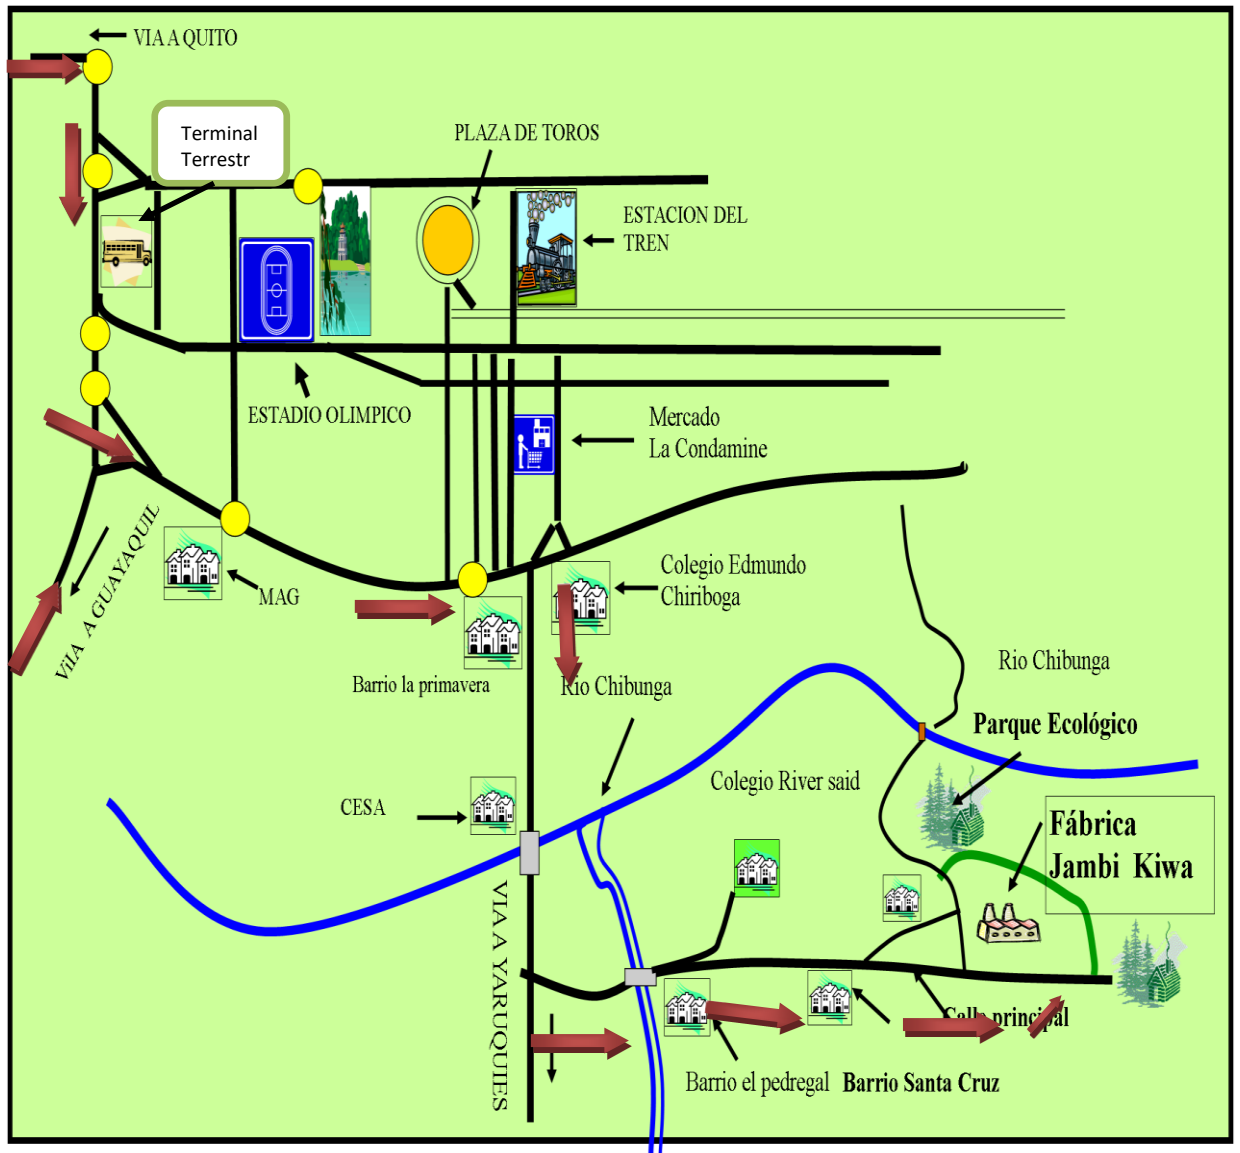 VIA A QUITO
Terminal
Terrestr
PLAZA DE TOROS
ESTACION DEL
TREN
ESTADIO OLIMPICO
Mercado
La Condamine
ViIA A GUAYAQUIL
MAG
Colegio Edmundo
Chiriboga
Barrio la primavera
Rio Chibunga
Rio Chibunga
Parque Ecológico
Colegio River said
CESA
Fábrica
Jambi Kiwa
VIA A YARUQUIES
Calle principal
Barrio el pedregal
Barrio Santa Cruz